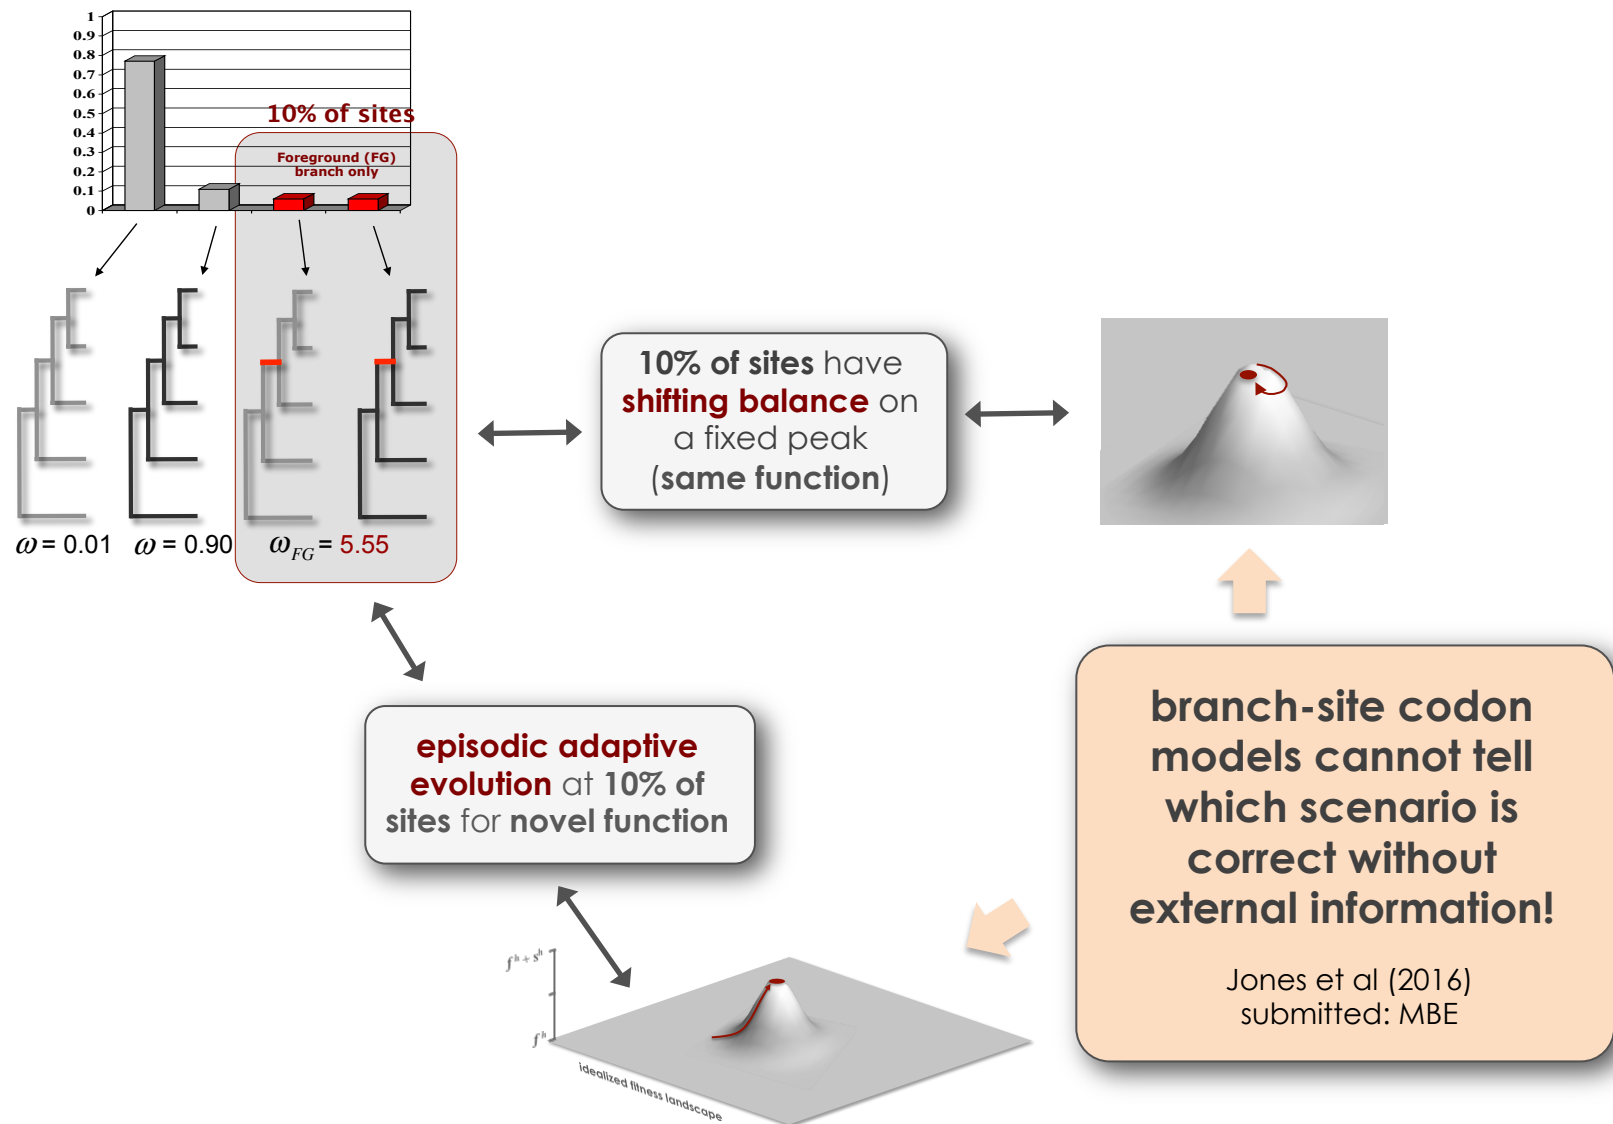 1
0.9
0.8
0.7
0.6
0.5
0.4
0.3
0.2
0.1
0
10% of sites
Foreground (FG)
branch only
ω = 0.01
ω = 0.90
ω_FG = 5.55
10% of sites have
shifting balance on
a fixed peak
(same function)
episodic adaptive
evolution at 10% of
sites for novel function
branch-site codon
models cannot tell
which scenario is
correct without
external information!
Jones et al (2016)
submitted: MBE
f^h + s^h
f^h
idealized fitness landscape